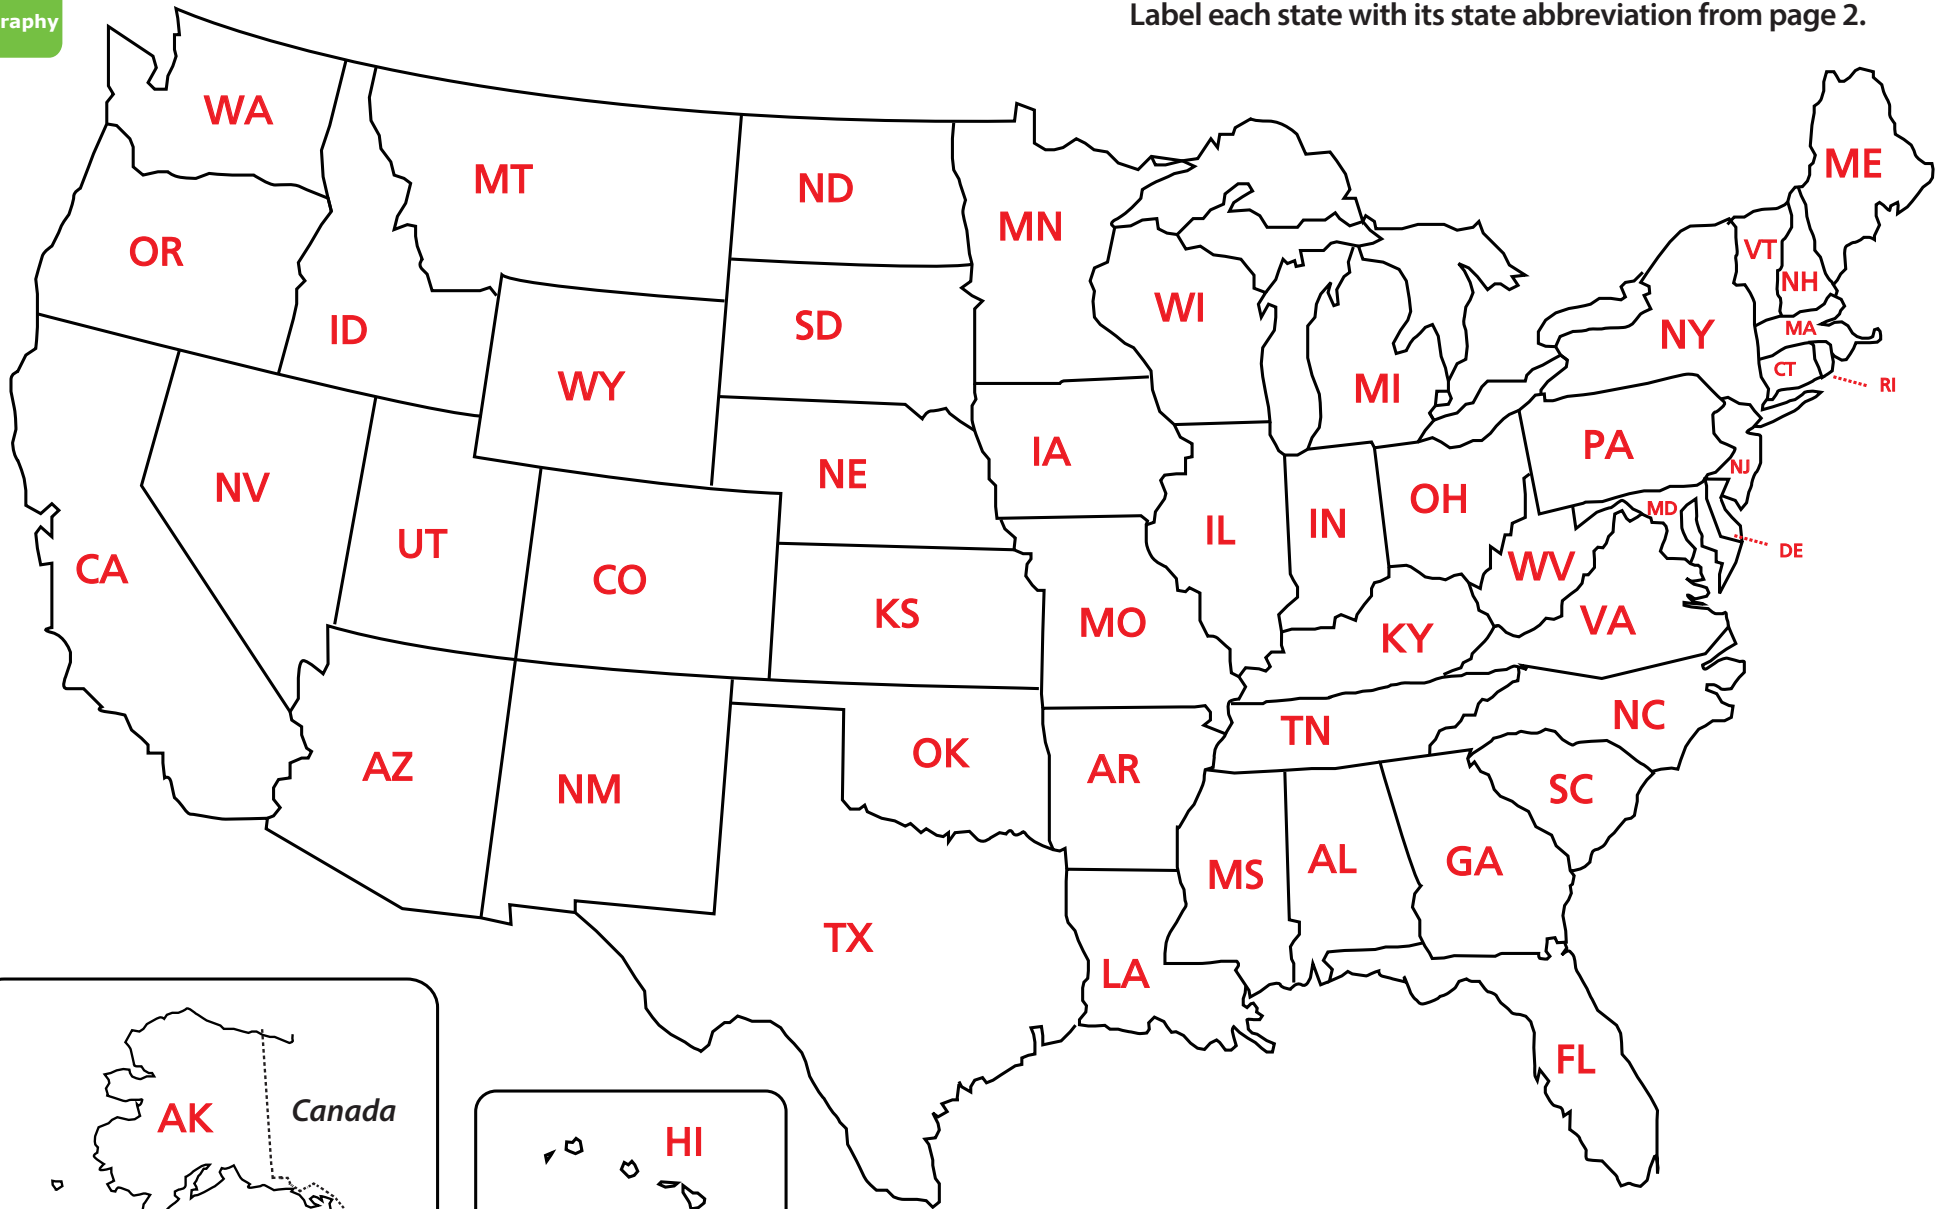 raphy
Label each state with its state abbreviation from page 2.
WA
MT
ND
MN
ME
OR
ID
SD
WI
VT
NH
NY
MA
WY
MI
CT
RI
NV
NE
IA
PA
NJ
UT
CO
KS
MO
IL
IN
OH
MD
DE
WV
CA
KY
VA
AZ
NM
OK
AR
TN
NC
SC
TX
LA
MS
AL
GA
FL
AK
Canada
HI